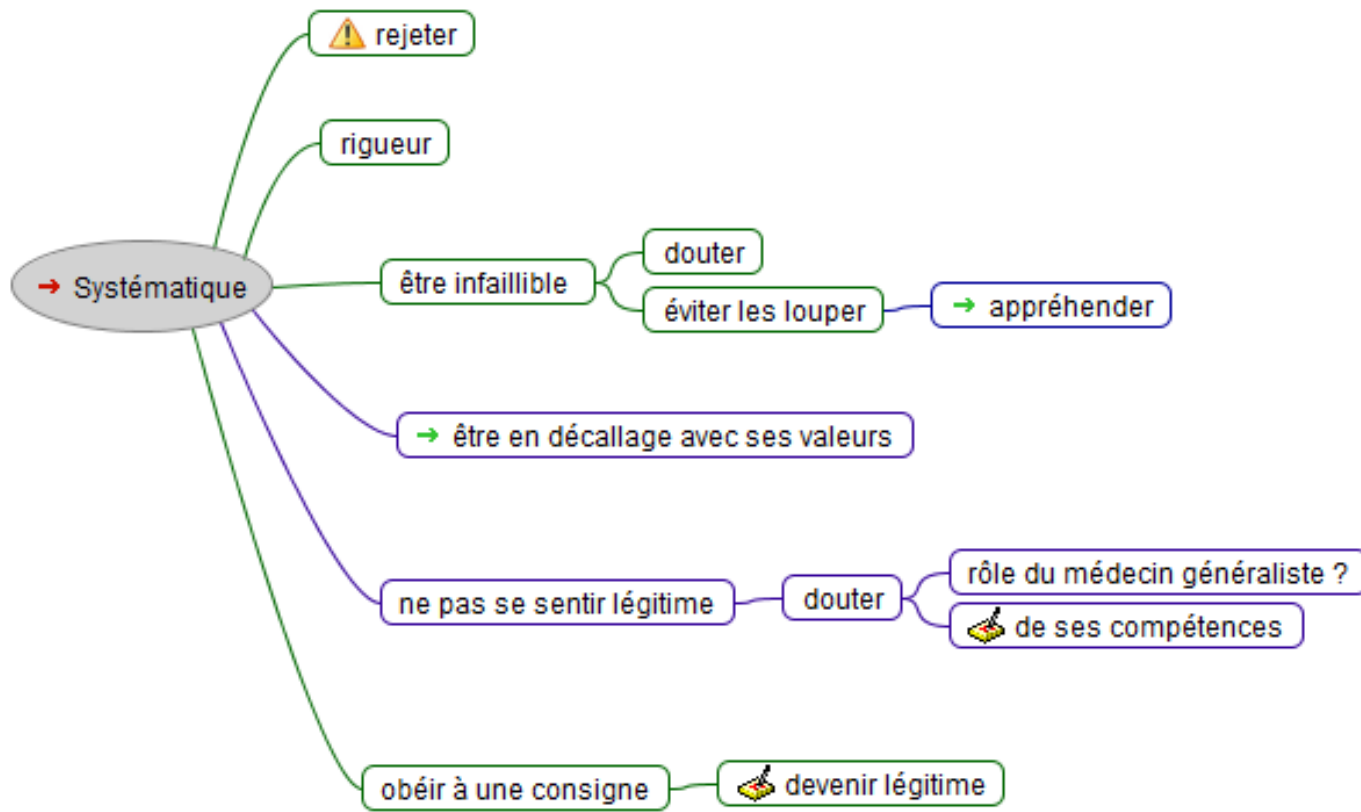 rejeter
rigueur
Systématique
être infaillible
douter
éviter les louper
appréhender
être en décallage avec ses valeurs
ne pas se sentir légitime
douter
rôle du médecin généraliste ?
de ses compétences
obéir à une consigne
devenir légitime